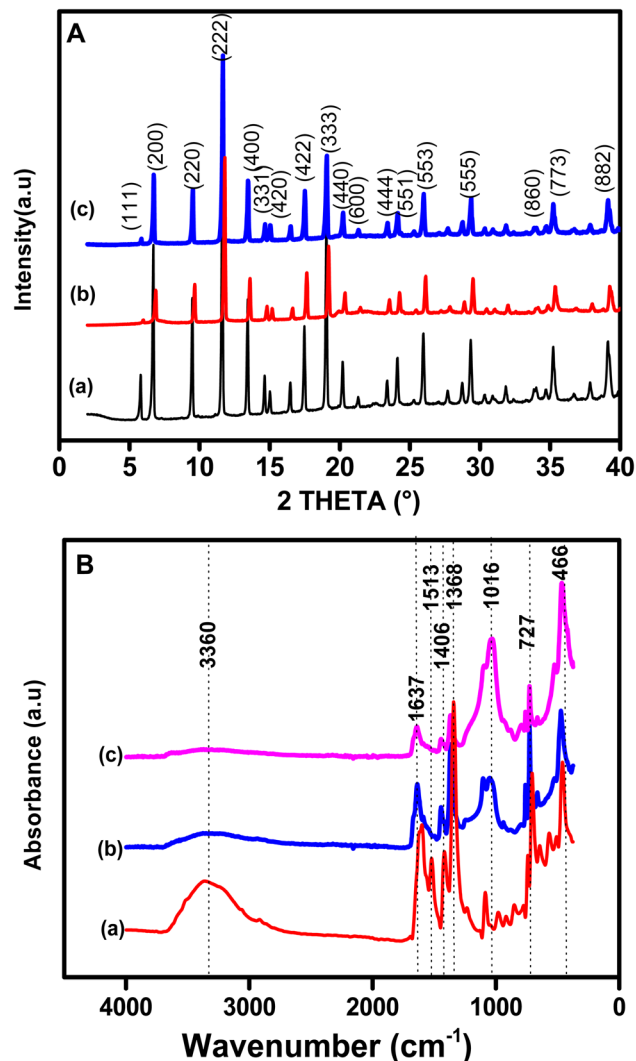 A
(111)
(200)
(220)
(222)
(400)
(331)
(420)
(422)
(333)
(440)
(600)
(444)
(551)
(553)
(555)
(860)
(773)
(882)
(c)
(b)
(a)
Intensity(a.u)
0 5 10 15 20 25 30 35 40
2 THETA (°)
B
3360
1637
1513
1406
1368
1016
727
466
(c)
(b)
(a)
Absorbance (a.u)
4000 3000 2000 1000 0
Wavenumber (cm⁻¹)